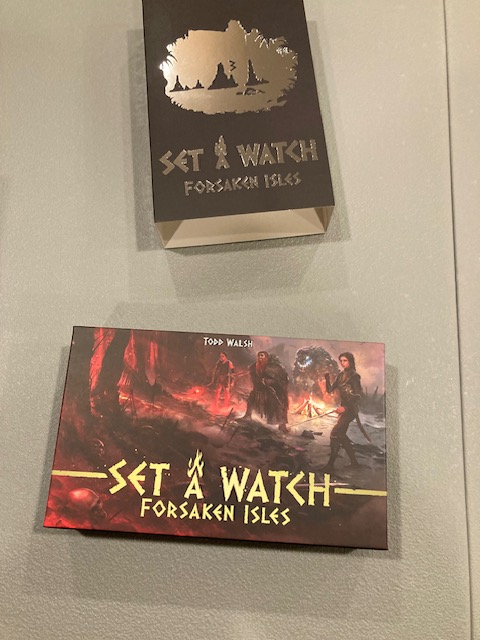 SET A WATCH
FORSAKEN ISLES
TODD WALSH
SET A WATCH
FORSAKEN ISLES